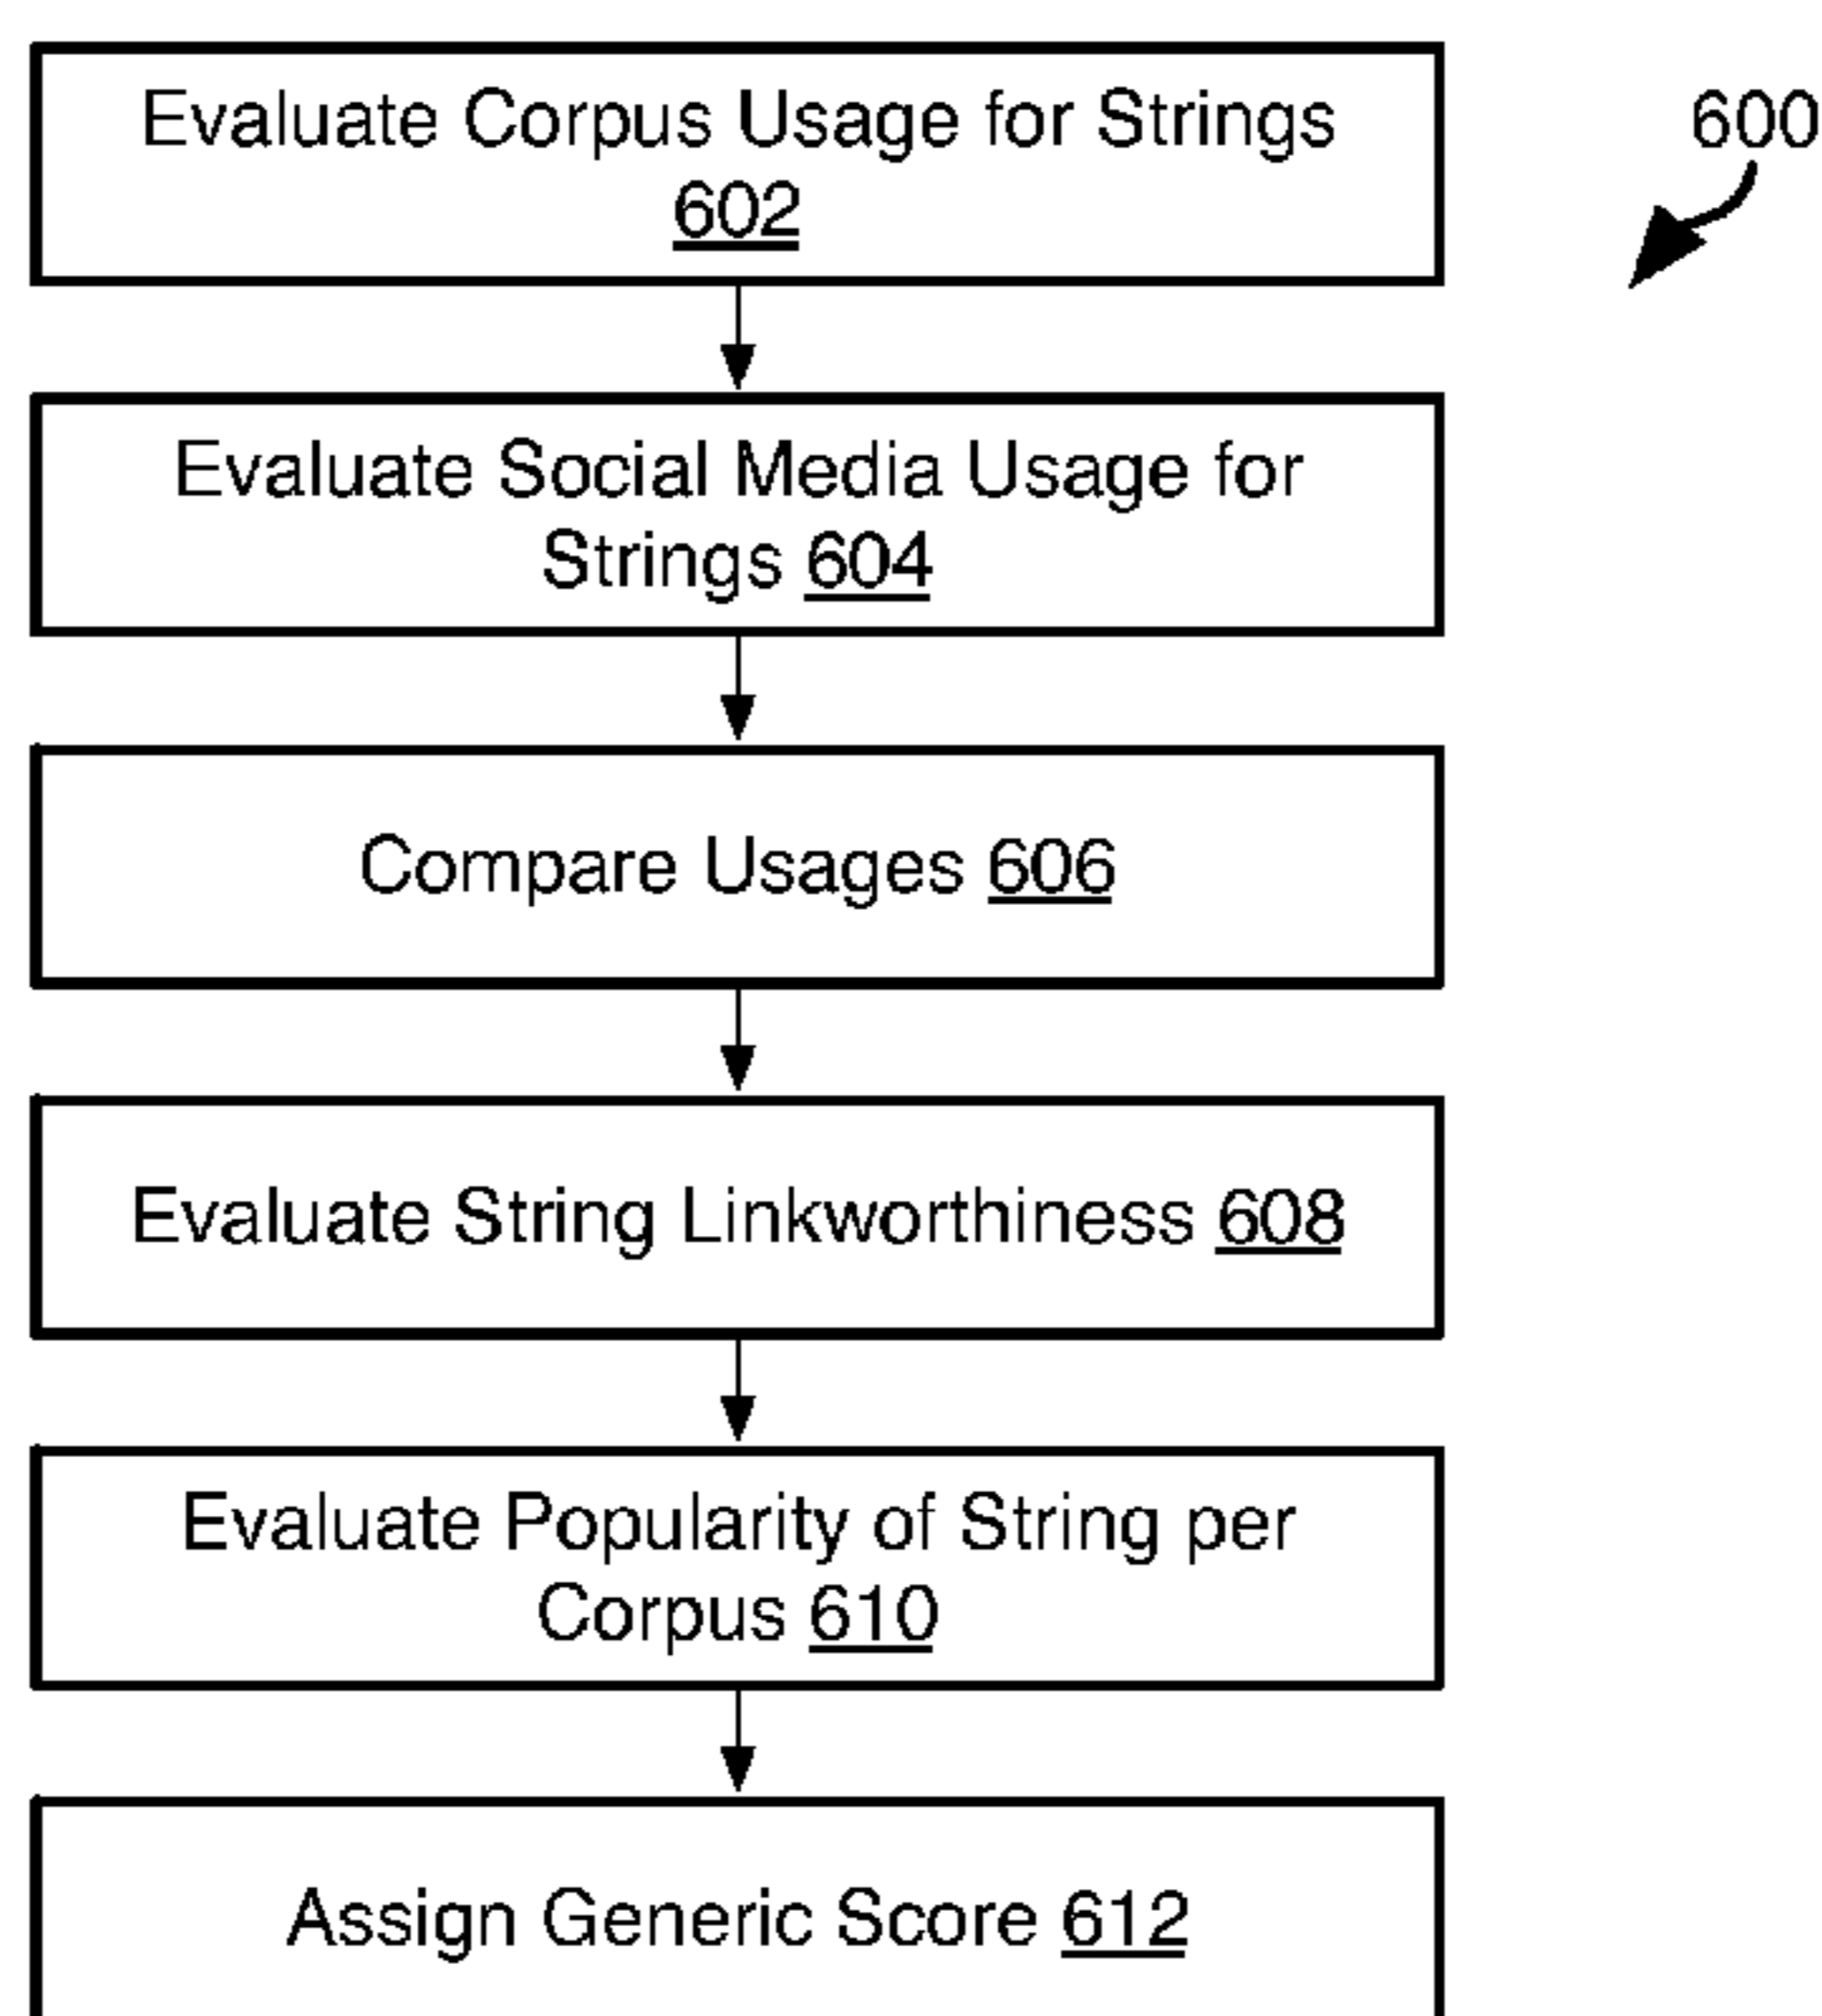 Evaluate Corpus Usage for Strings
602
600
Evaluate Social Media Usage for
Strings 604
Compare Usages 606
Evaluate String Linkworthiness 608
Evaluate Popularity of String per
Corpus 610
Assign Generic Score 612